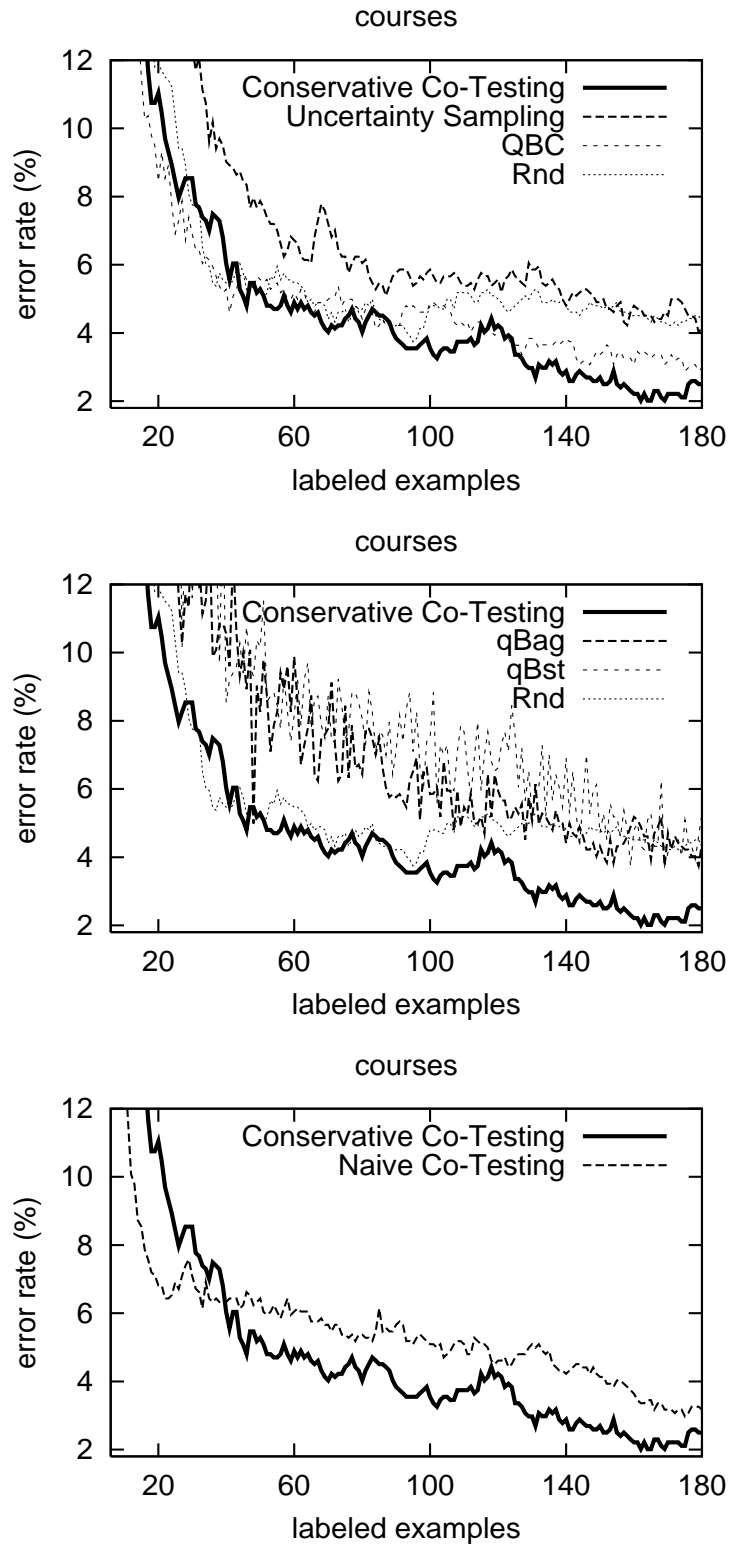 courses
12
10
8
6
4
2
error rate (%)
Conservative Co-Testing
Uncertainty Sampling
QBC
Rnd
20 60 100 140 180
labeled examples
courses
12
10
8
6
4
2
error rate (%)
Conservative Co-Testing
qBag
qBst
Rnd
20 60 100 140 180
labeled examples
courses
12
10
8
6
4
2
error rate (%)
Conservative Co-Testing
Naive Co-Testing
20 60 100 140 180
labeled examples